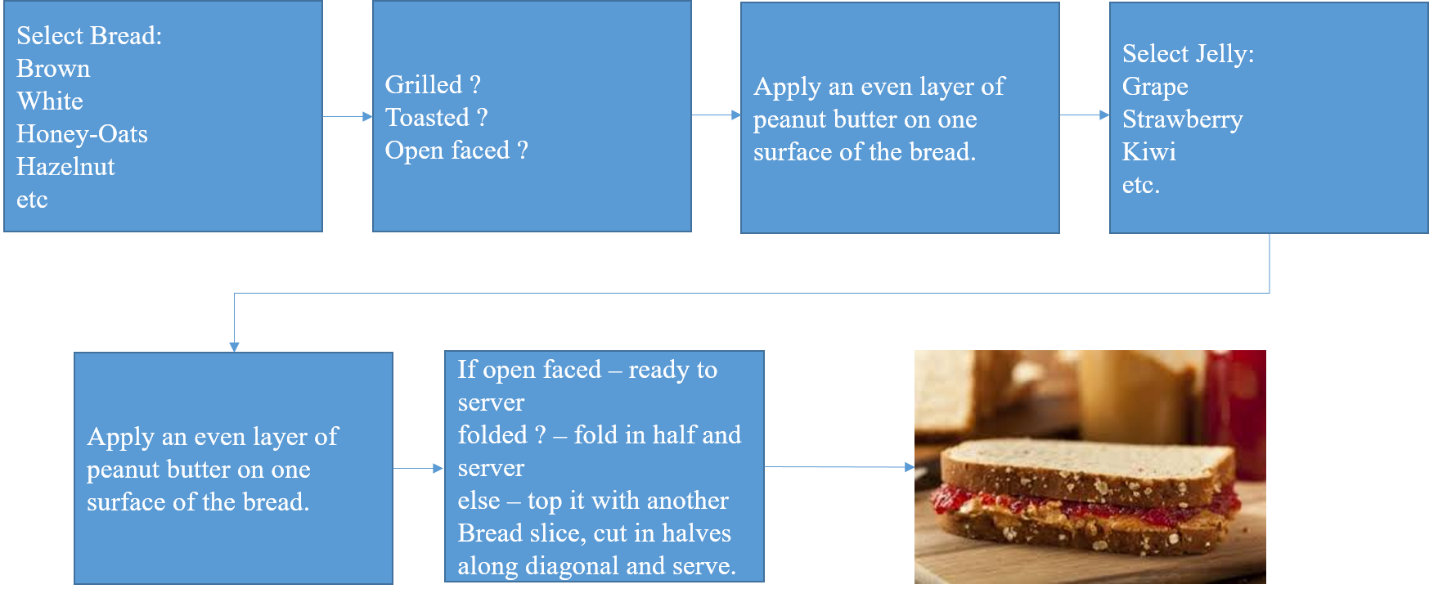 Select Bread:
Brown
White
Honey-Oats
Hazelnut
etc
Grilled ?
Toasted ?
Open faced ?
Apply an even layer of
peanut butter on one
surface of the bread.
Select Jelly:
Grape
Strawberry
Kiwi
etc.
Apply an even layer of
peanut butter on one
surface of the bread.
If open faced – ready to
server
folded ? – fold in half and
server
else – top it with another
Bread slice, cut in halves
along diagonal and serve.